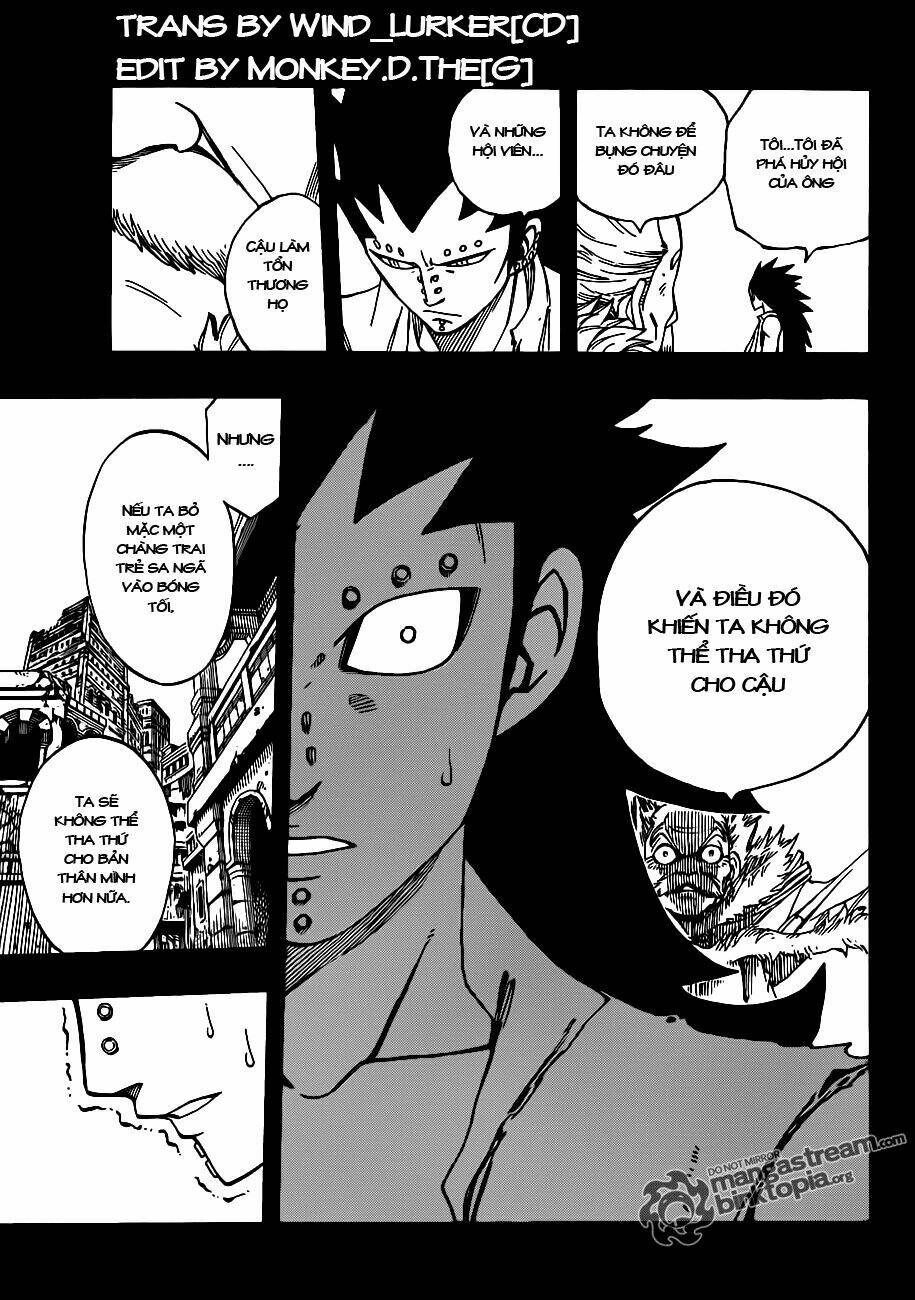 TRANS BY WIND_LURKER[CD]
EDIT BY MONKEY.D.THE[G]
TÔI...TÔI ĐÃ
PHÁ HỦY HỘI
CỦA ÔNG
TA KHÔNG ĐỂ
BỤNG CHUYỆN
ĐÓ ĐÂU
VÀ NHỮNG
HỘI VIÊN...
CẬU LÀM
TỔN
THƯƠNG
HỌ
VÀ ĐIỀU ĐÓ
KHIẾN TA KHÔNG
THỂ THA THỨ
CHO CẬU
NHƯNG
....
NẾU TA BỎ
MẶC MỘT
CHÀNG TRAI
TRẺ SA NGÃ
VÀO BÓNG
TỐI,
TA SẼ
KHÔNG THỂ
THA THỨ
CHO BẢN
THÂN MÌNH
HƠN NỮA.
DO NOT MIRROR
mangastream.com
binktopia.org